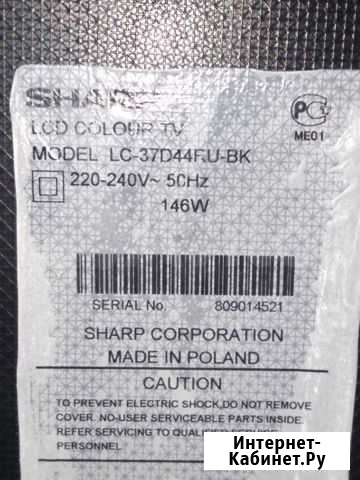 SHARP
LCD COLOUR TV
РС
ME01
MODEL LC-37D44RU-BK
220-240V~ 50Hz
146W
SERIAL No. 809014521
SHARP CORPORATION
MADE IN POLAND
CAUTION
TO PREVENT ELECTRIC SHOCK,DO NOT REMOVE
COVER. NO-USER SERVICEABLE PARTS INSIDE.
REFER SERVICING TO QUALIFIED SERVICE
PERSONNEL.
Интернет-
Кабинет.Ру